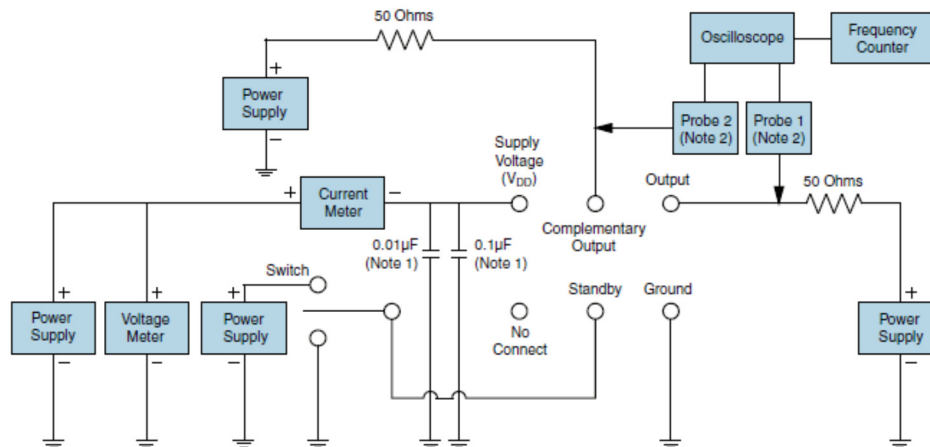 50 Ohms
Oscilloscope
Frequency
Counter
+
Power
Supply
−
Probe 2
(Note 2)
Probe 1
(Note 2)
Supply
Voltage
(VDD)
Output
50 Ohms
+
Current
Meter
−
Complementary
Output
0.01µF
(Note 1)
0.1µF
(Note 1)
Switch
Standby
Ground
+
Power
Supply
−
+
Voltage
Meter
−
+
Power
Supply
−
No
Connect
+
Power
Supply
−